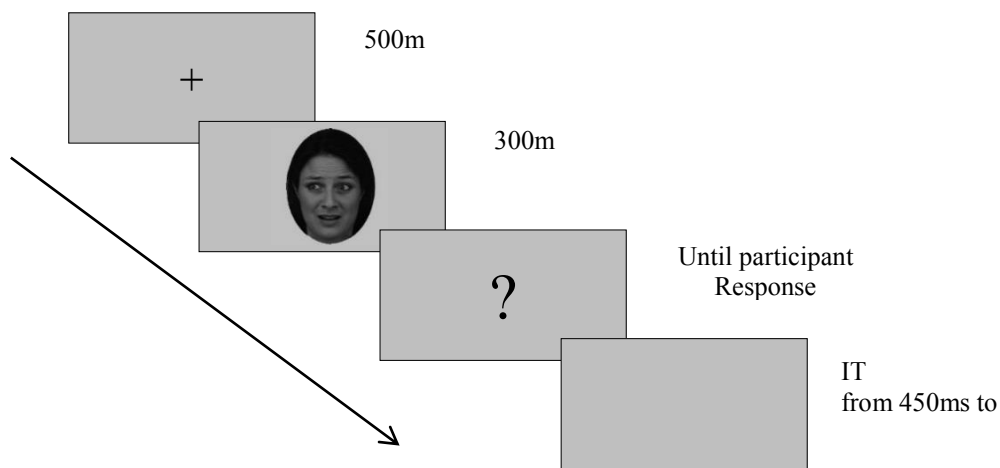 500m
+
300m
?
Until participant
Response
IT
from 450ms to